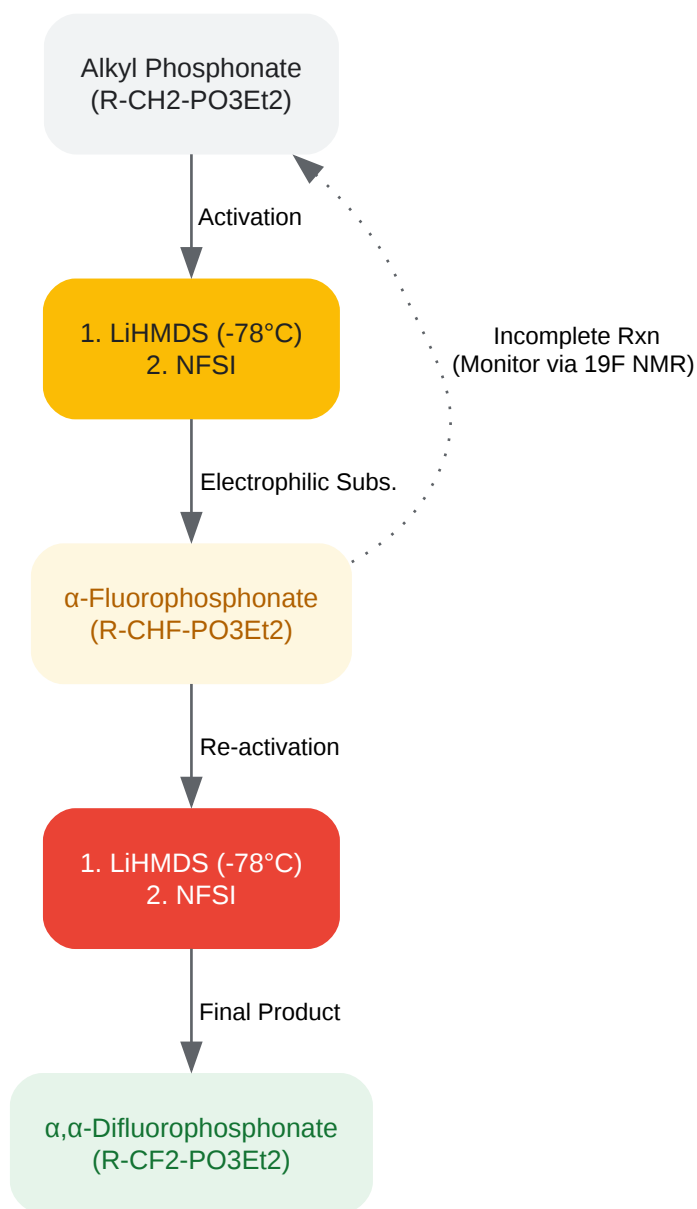 Alkyl Phosphonate
(R-CH2-PO3Et2)
Activation
1. LiHMDS (-78°C)
2. NFSI
Incomplete Rxn
(Monitor via 19F NMR)
Electrophilic Subs.
α-Fluorophosphonate
(R-CHF-PO3Et2)
Re-activation
1. LiHMDS (-78°C)
2. NFSI
Final Product
α,α-Difluorophosphonate
(R-CF2-PO3Et2)